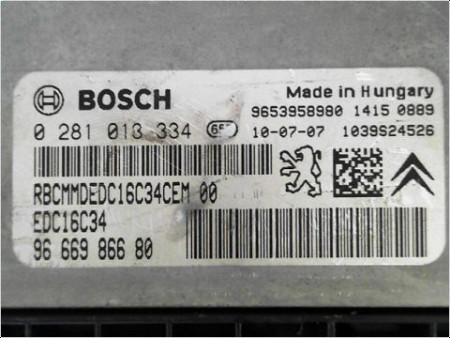 BOSCH
Made in Hungary
9653958980 1415 0889
0 281 013 334 10-07-07 1039S24526
RBCMMDEDC16C34CEM 00
EDC16C34
96 669 866 80